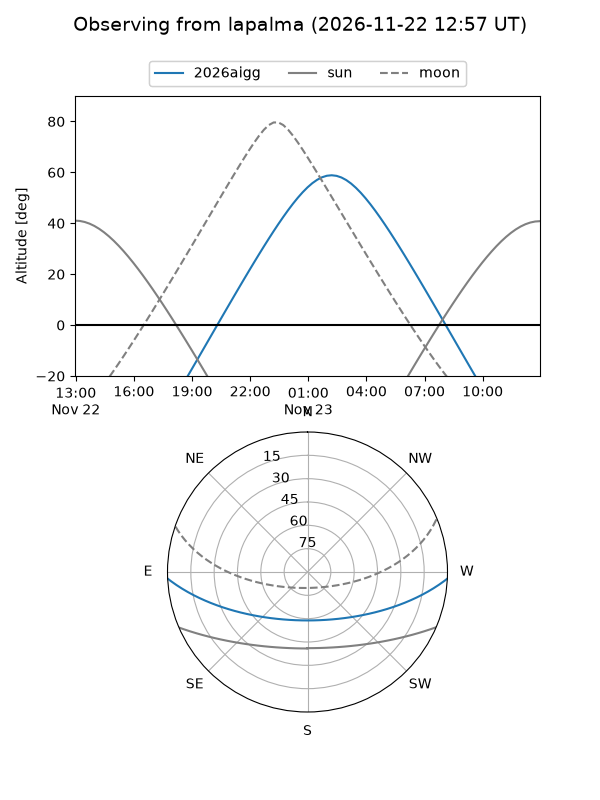 Observing from lapalma (2026-11-22 12:57 UT)
2026aigg sun moon
Altitude [deg]
80
60
40
20
0
−20
13:00 16:00 19:00 22:00 01:00 04:00 07:00 10:00
Nov 22 Nov 23
N
NE NW
15
30
45
60
75
E W
SE SW
S